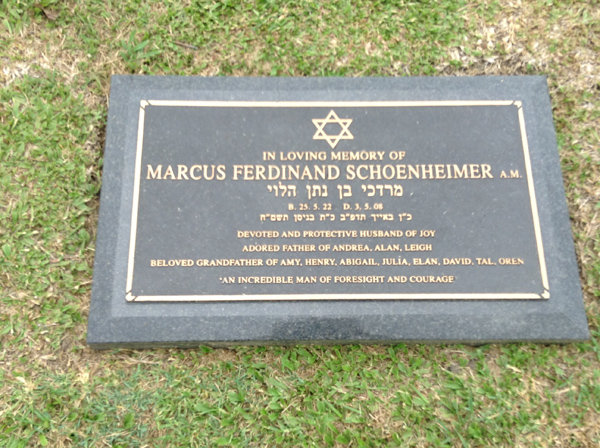 IN LOVING MEMORY OF
MARCUS FERDINAND SCHOENHEIMER A.M.
מרדכי בן נתן הלוי
B. 25. 5. 22 D. 3. 5. 08
כ"ז באייר תרפ"ב כ"ח בניסן תשס"ח
DEVOTED AND PROTECTIVE HUSBAND OF JOY
ADORED FATHER OF ANDREA, ALAN, LEIGH
BELOVED GRANDFATHER OF AMY, HENRY, ABIGAIL, JULIA, ELAN, DAVID, TAL, OREN
"AN INCREDIBLE MAN OF FORESIGHT AND COURAGE"